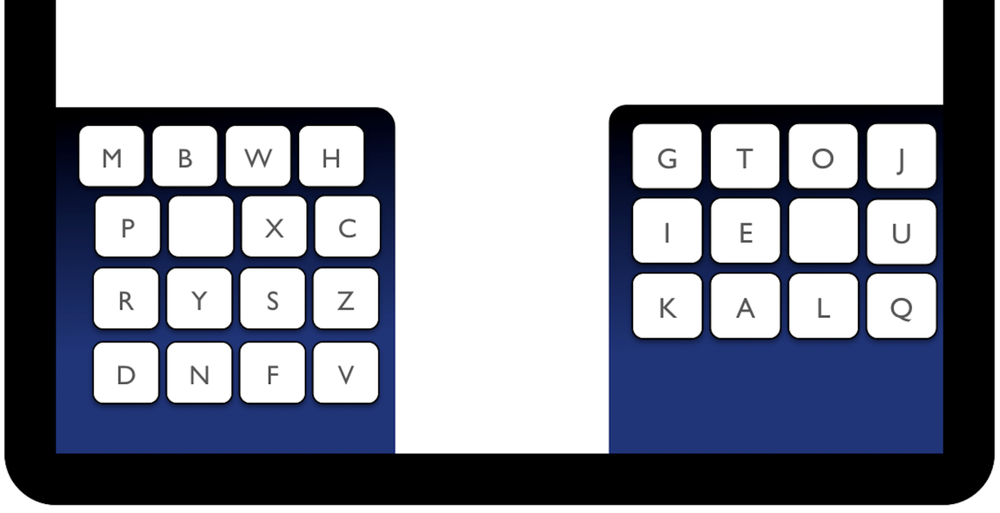 M B W H
P X C
R Y S Z
D N F V
G T O J
I E U
K A L Q